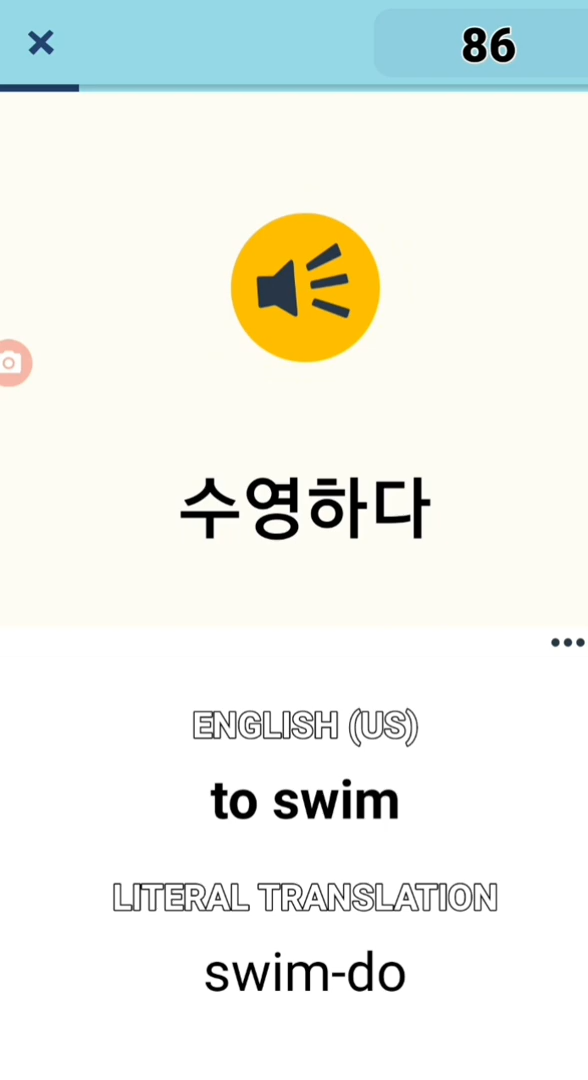 86
수영하다
ENGLISH (US)
to swim
LITERAL TRANSLATION
swim-do